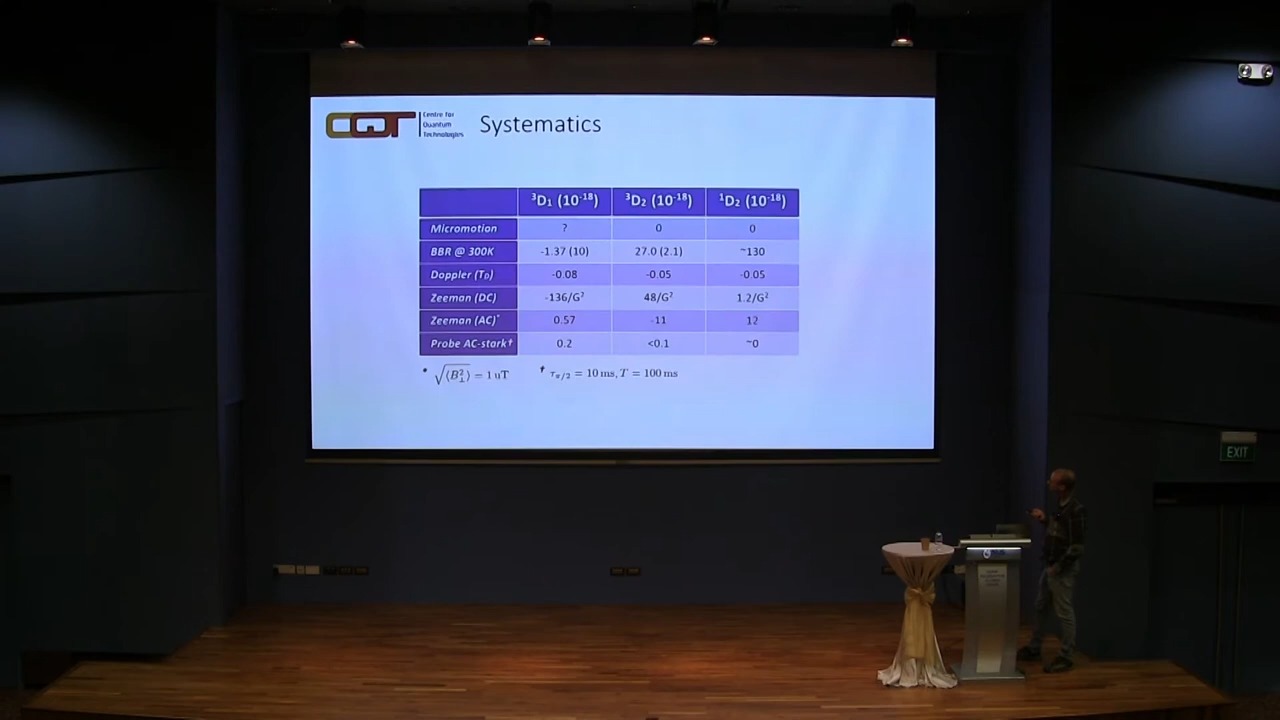 CQT
Centre for
Quantum
Technologies
Systematics
³D₁ (10⁻¹⁸) ³D₂ (10⁻¹⁸) ¹D₂ (10⁻¹⁸)
Micromotion ? 0 0
BBR @ 300K -1.37 (10) 27.0 (2.1) ~130
Doppler (T_D) -0.08 -0.05 -0.05
Zeeman (DC) -136/G² 48/G² 1.2/G²
Zeeman (AC)* 0.57 -11 12
Probe AC-stark† 0.2 <0.1 ~0
* √⟨B²⊥⟩ = 1 uT † τ_π/2 = 10 ms, T = 100 ms
EXIT